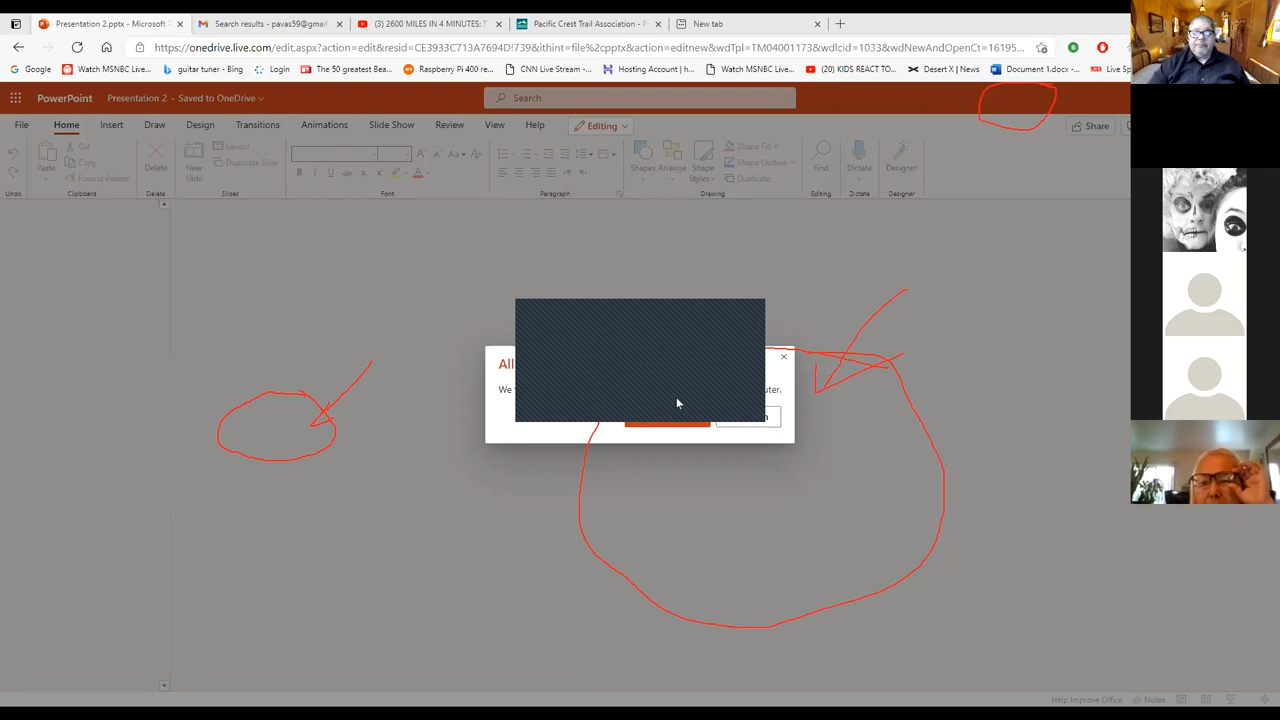 Presentation 2.pptx - Microsoft
Search results - pavas59@gmail
(3) 2600 MILES IN 4 MINUTES: T
Pacific Crest Trail Association - P
New tab
https://onedrive.live.com/edit.aspx?action=edit&resid=CE3933C713A7694D!739&ithint=file%2cpptx&action=editnew&wdTpl=TM04001173&wdlcid=1033&wdNewAndOpenCt=16195...
Google
Watch MSNBC Live...
guitar tuner - Bing
Login
The 50 greatest Bea...
Raspberry Pi 400 re...
CNN Live Stream -...
Hosting Account | h...
Watch MSNBC Live...
(20) KIDS REACT TO...
Desert X | News
Document 1.docx -...
Live Sp
PowerPoint
Presentation 2 - Saved to OneDrive
Search
File
Home
Insert
Draw
Design
Transitions
Animations
Slide Show
Review
View
Help
Editing
Share
Paste
Cut
Copy
Format Painter
Delete
New
Slide
Layout
Duplicate Slide
Shapes
Arrange
Shape
Styles
Shape Fill
Shape Outline
Duplicate
Find
Dictate
Designer
Undo
Clipboard
Delete
Slides
Font
Paragraph
Drawing
Editing
Dictate
Designer
All
We
uter.
Help Improve Office
Notes